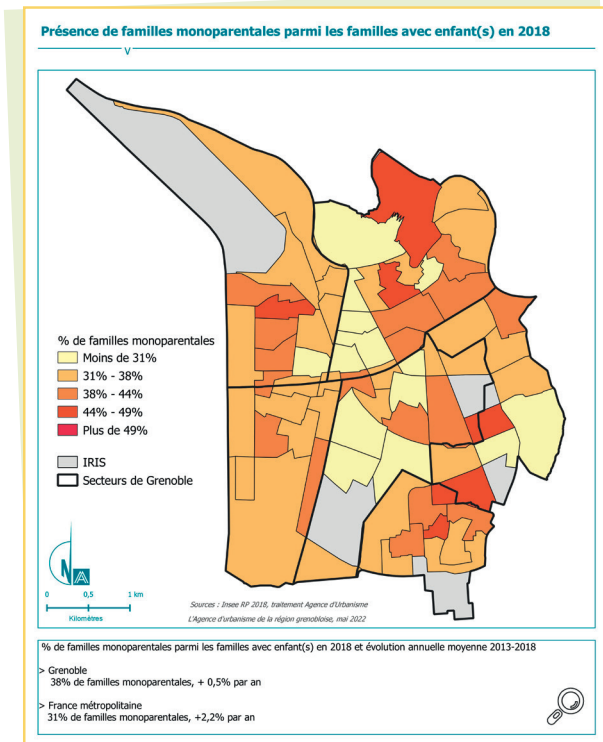 Présence de familles monoparentales parmi les familles avec enfant(s) en 2018
% de familles monoparentales
Moins de 31%
31% - 38%
38% - 44%
44% - 49%
Plus de 49%
IRIS
Secteurs de Grenoble
N
0 0,5 1 km
Kilomètres
Sources : Insee RP 2018, traitement Agence d'Urbanisme
L'Agence d'urbanisme de la région grenobloise, mai 2022
% de familles monoparentales parmi les familles avec enfant(s) en 2018 et évolution annuelle moyenne 2013-2018
> Grenoble
38% de familles monoparentales, + 0,5% par an
> France métropolitaine
31% de familles monoparentales, +2,2% par an